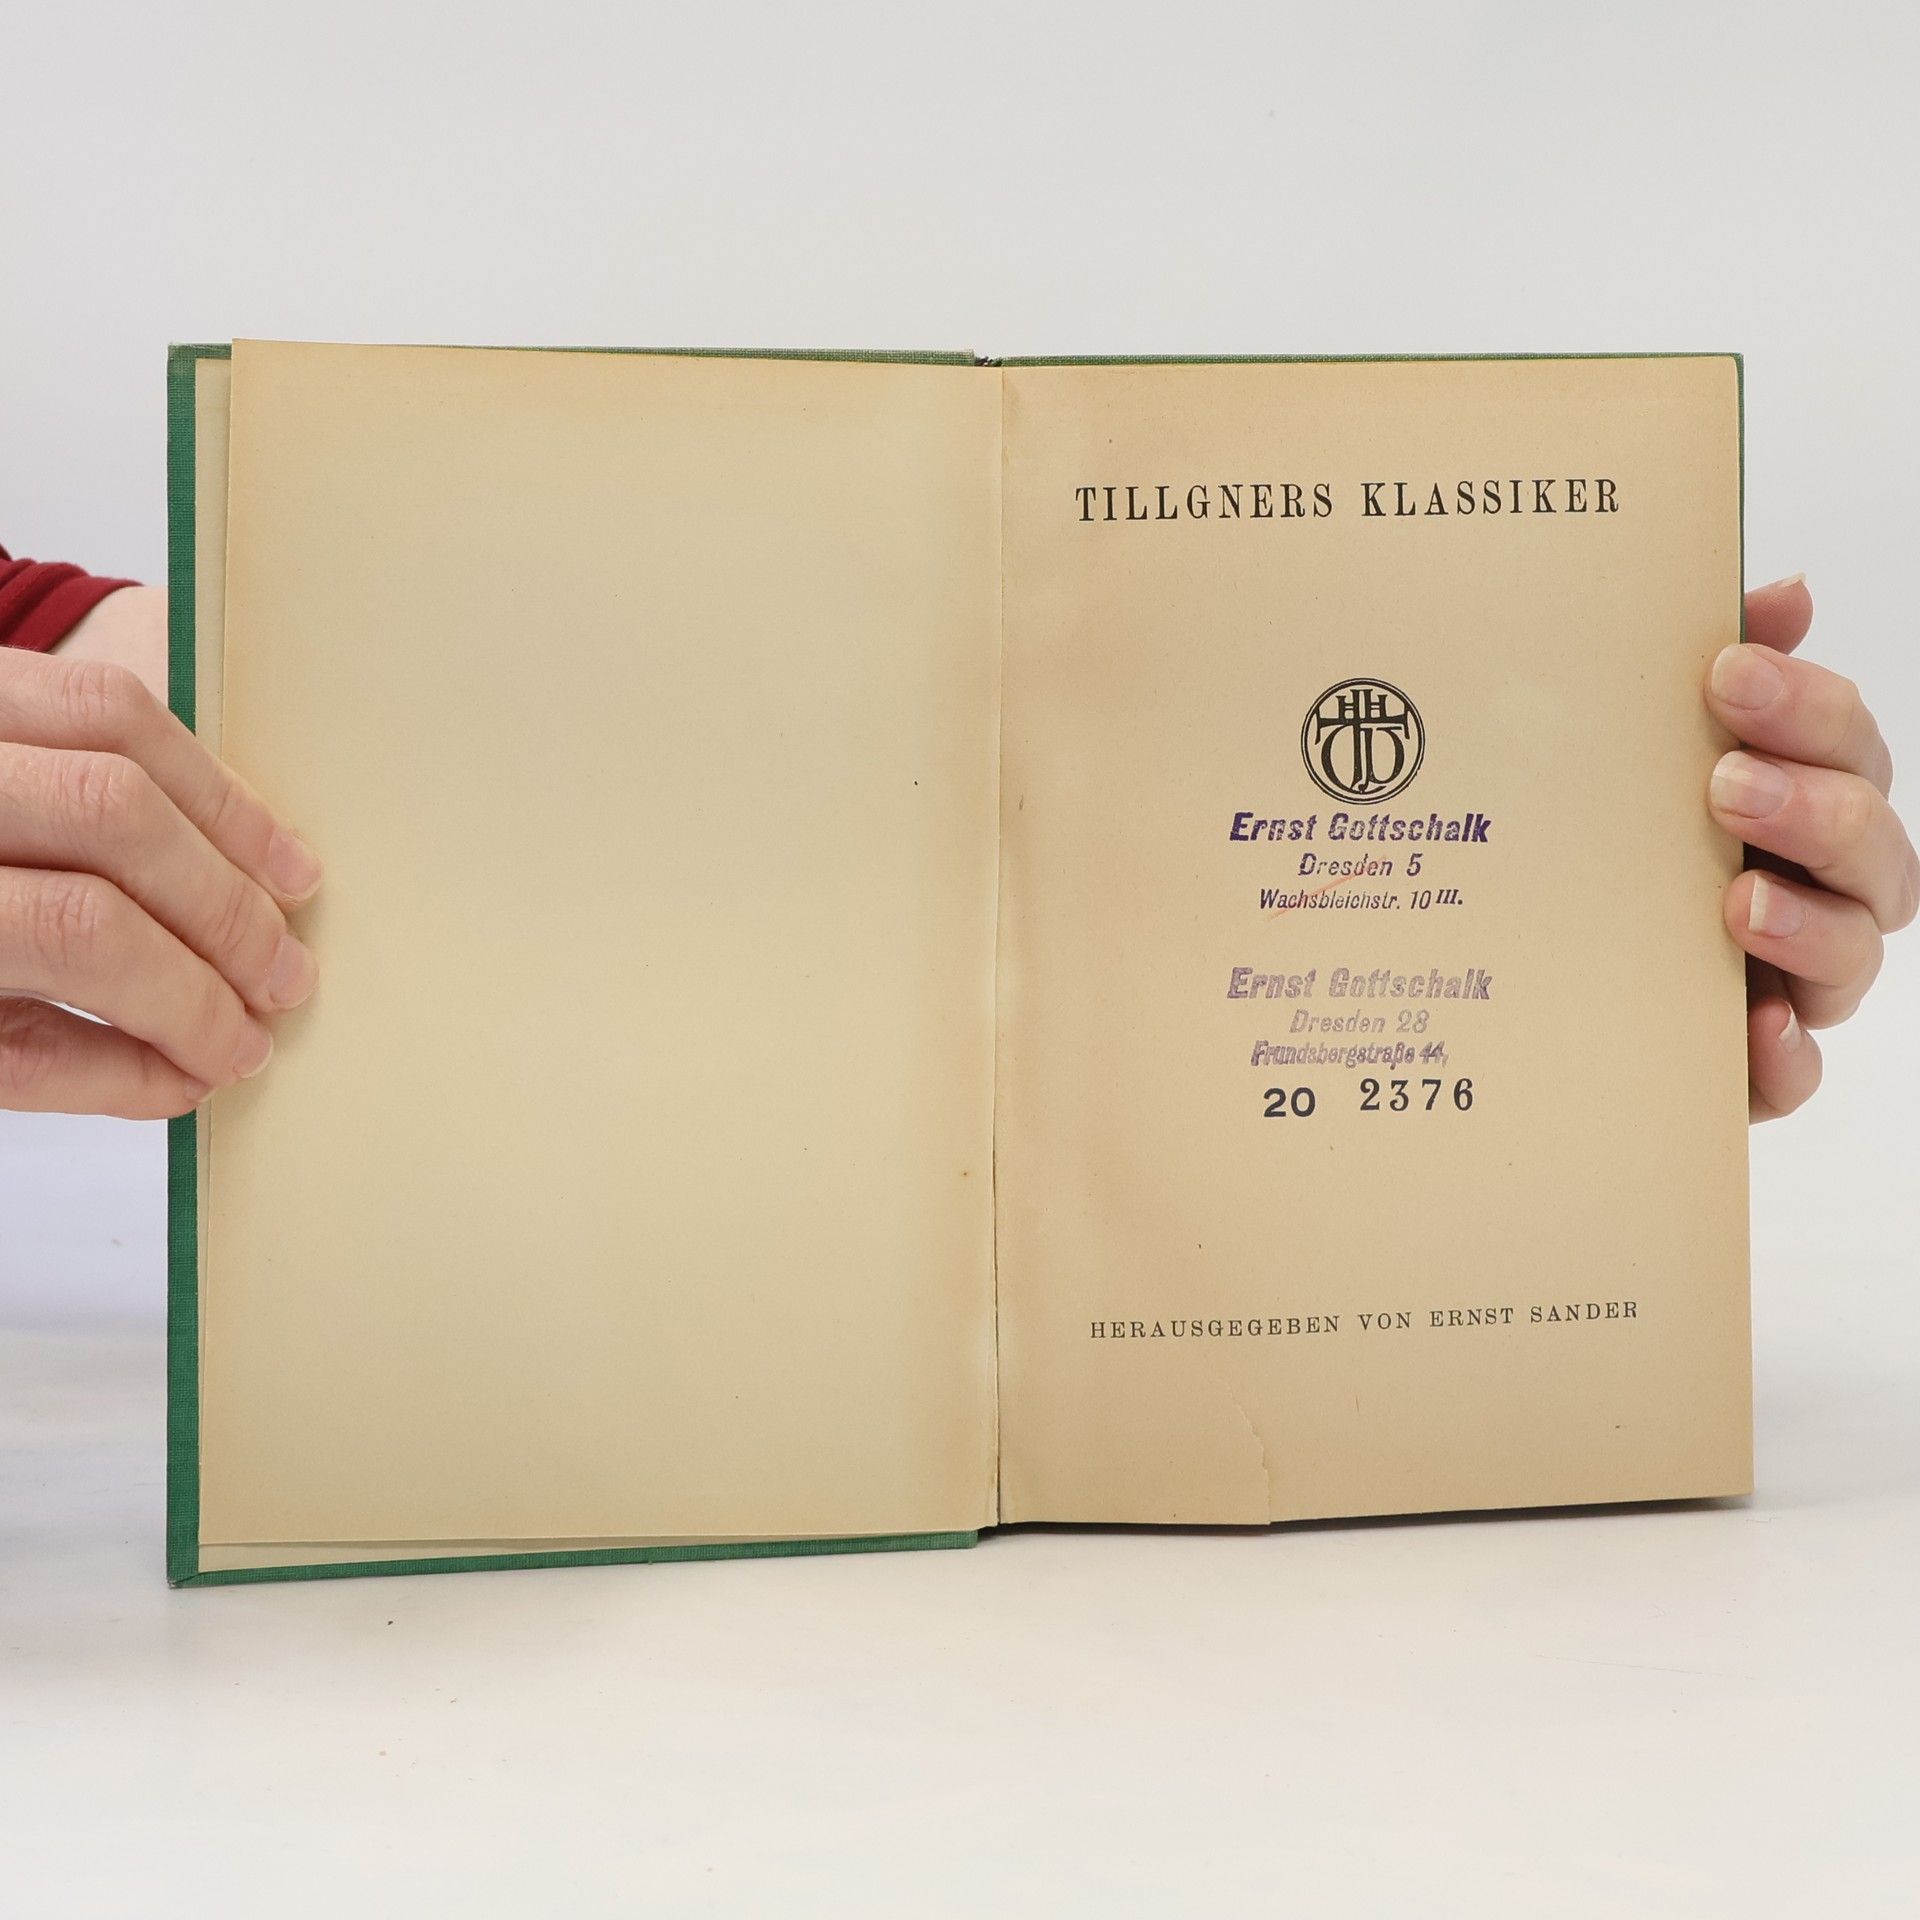 TILLGNERS KLASSIKER
Ernst Gottschalk
Dresden 5
Wachsbleichstr. 10 III.
Ernst Gottschalk
Dresden 28
Frundsbergstraße 44,
20 2376
HERAUSGEGEBEN VON ERNST SANDER